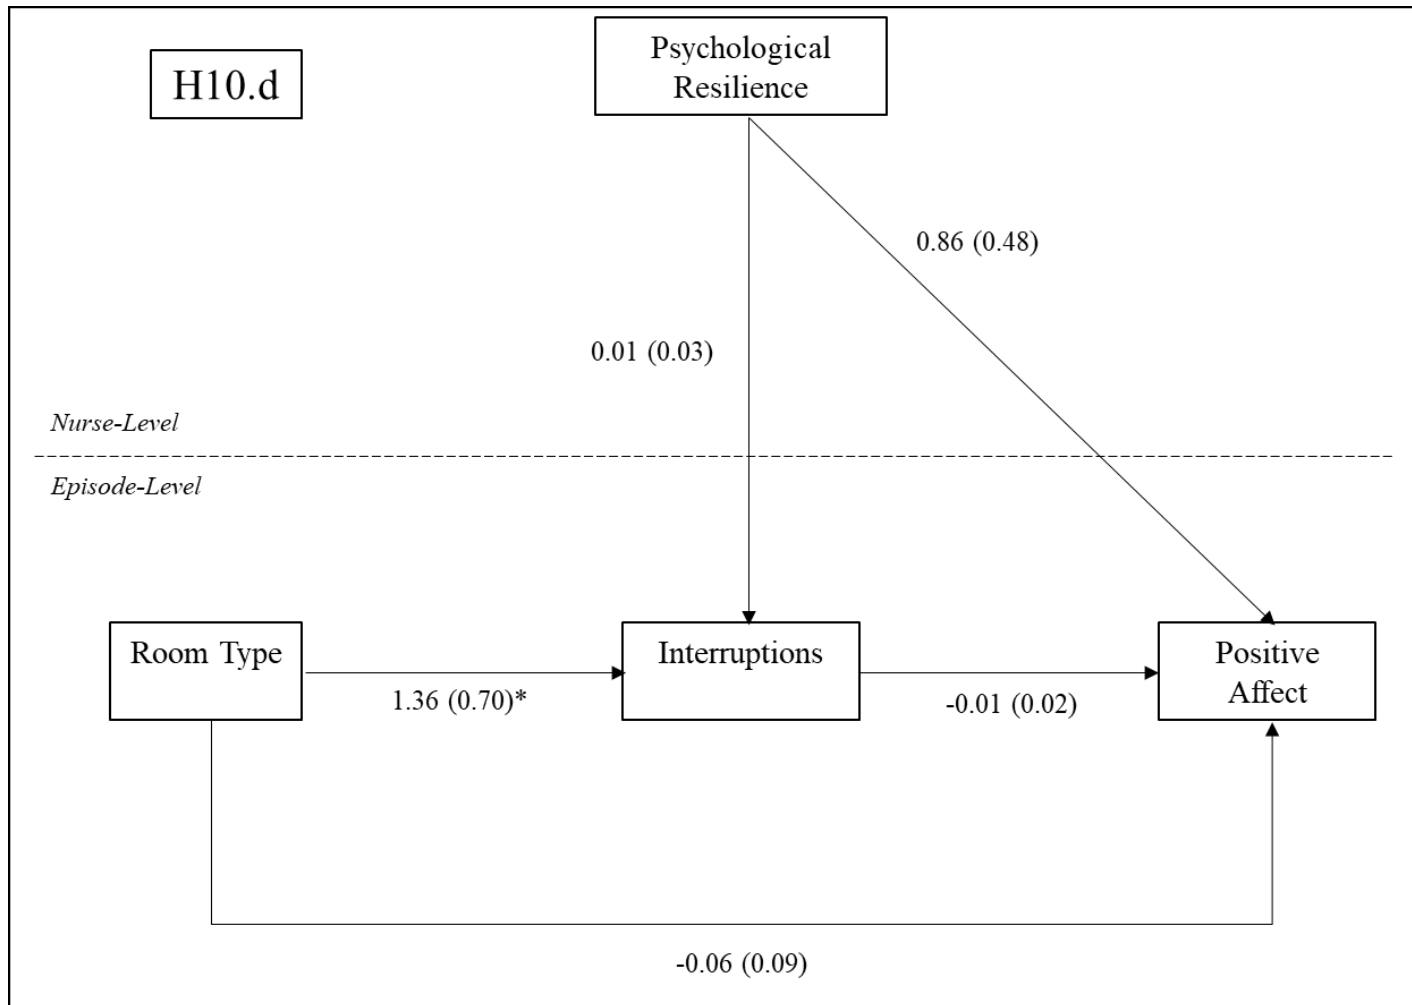 H10.d
Psychological
Resilience
0.86 (0.48)
0.01 (0.03)
Nurse-Level
Episode-Level
Room Type
Interruptions
Positive
Affect
1.36 (0.70)*
-0.01 (0.02)
-0.06 (0.09)